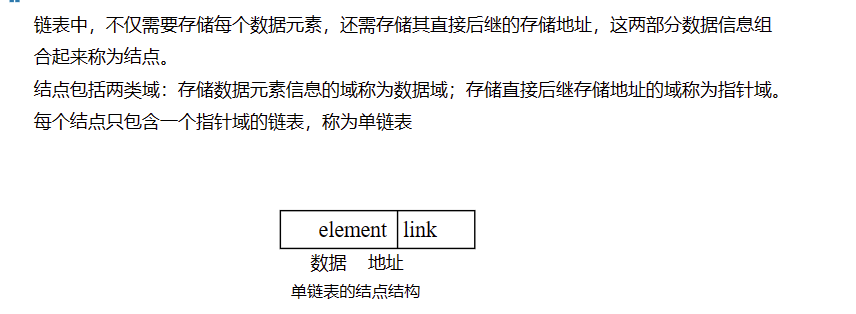 链表中，不仅需要存储每个数据元素，还需存储其直接后继的存储地址，这两部分数据信息组
合起来称为结点。
结点包括两类域：存储数据元素信息的域称为数据域；存储直接后继存储地址的域称为指针域。
每个结点只包含一个指针域的链表，称为单链表
element link
数据 地址
单链表的结点结构